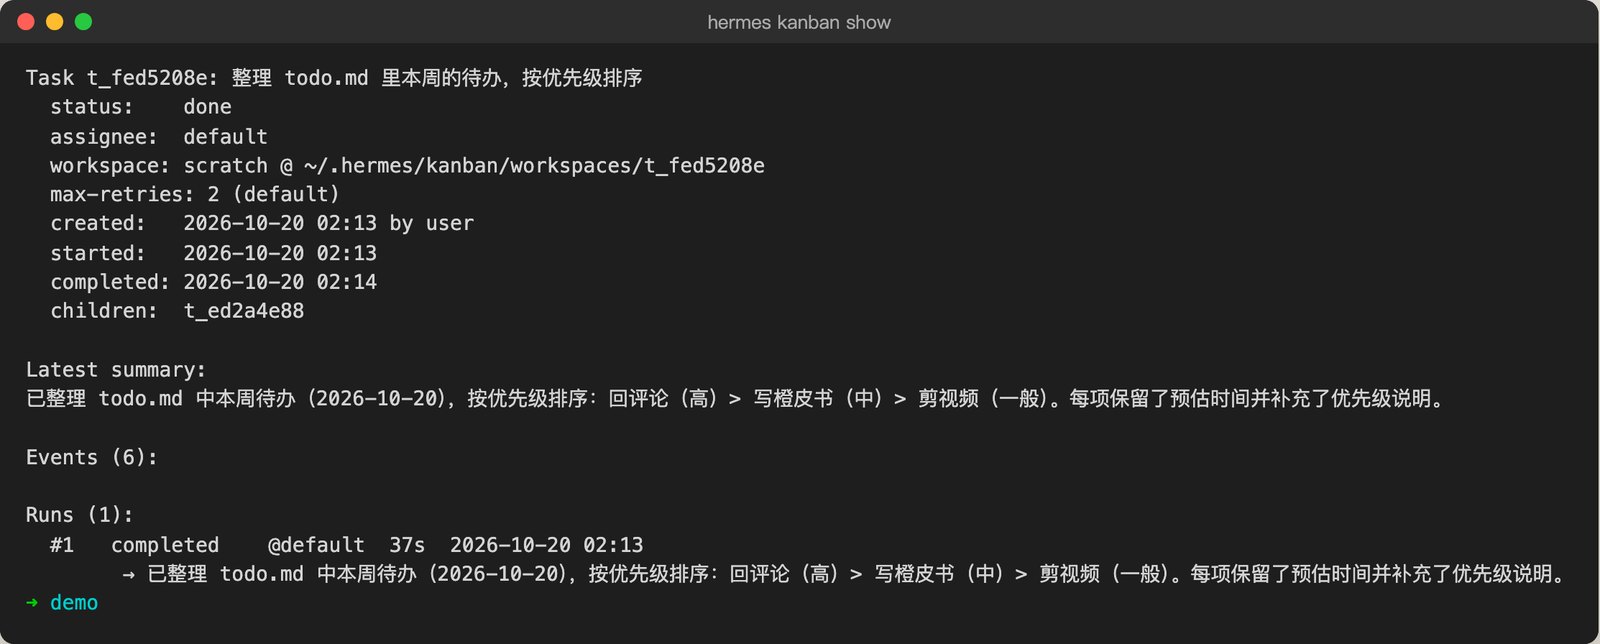 hermes kanban show
Task t_fed5208e: 整理 todo.md 里本周的待办，按优先级排序
status: done
assignee: default
workspace: scratch @ ~/.hermes/kanban/workspaces/t_fed5208e
max-retries: 2 (default)
created: 2026-10-20 02:13 by user
started: 2026-10-20 02:13
completed: 2026-10-20 02:14
children: t_ed2a4e88
Latest summary:
已整理 todo.md 中本周待办（2026-10-20），按优先级排序：回评论（高）> 写橙皮书（中）> 剪视频（一般）。每项保留了预估时间并补充了优先级说明。
Events (6):
Runs (1):
#1 completed @default 37s 2026-10-20 02:13
→ 已整理 todo.md 中本周待办（2026-10-20），按优先级排序：回评论（高）> 写橙皮书（中）> 剪视频（一般）。每项保留了预估时间并补充了优先级说明。
➜ demo